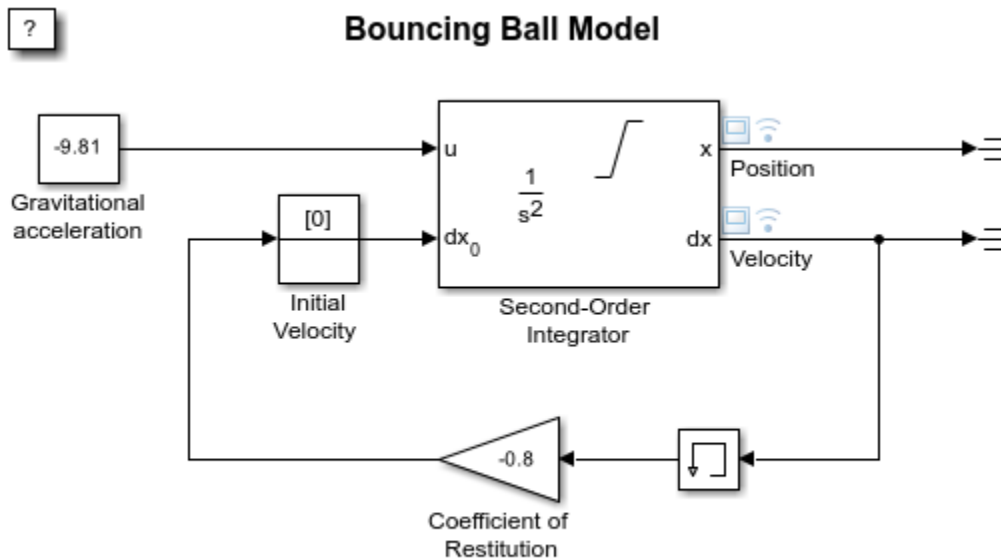 ?
Bouncing Ball Model
-9.81
Gravitational
acceleration
[0]
Initial
Velocity
u
dx0
1
s2
x
dx
Second-Order
Integrator
Position
Velocity
-0.8
Coefficient of
Restitution